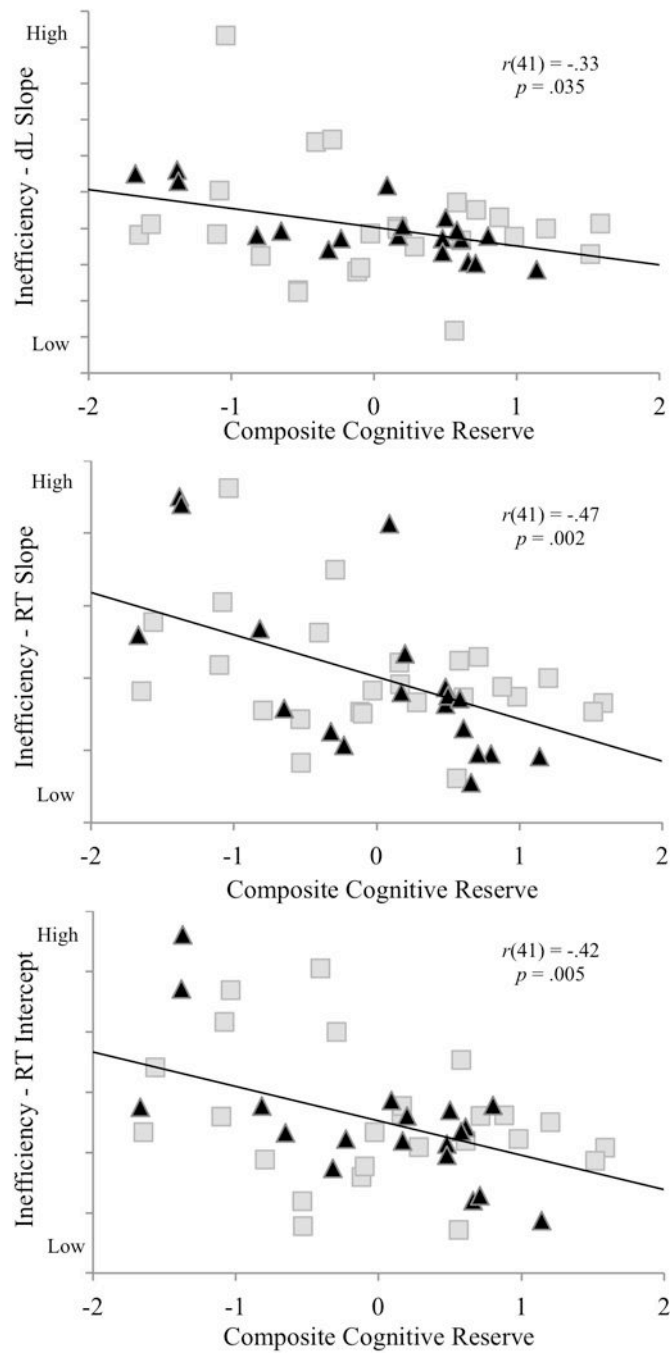 High
r(41) = -.33
p = .035
Inefficiency - dL Slope
Low
-2 -1 0 1 2
Composite Cognitive Reserve
High
r(41) = -.47
p = .002
Inefficiency - RT Slope
Low
-2 -1 0 1 2
Composite Cognitive Reserve
High
r(41) = -.42
p = .005
Inefficiency - RT Intercept
Low
-2 -1 0 1 2
Composite Cognitive Reserve